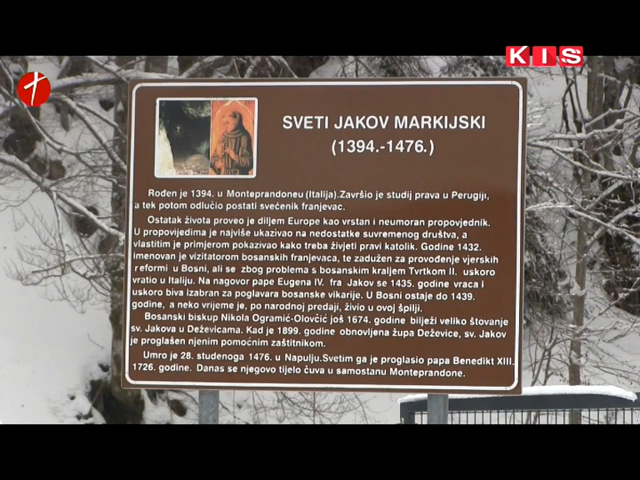 KIS
SVETI JAKOV MARKIJSKI
(1394.-1476.)
Rođen je 1394. u Monteprandoneu (Italija).Završio je studij prava u Perugiji,
a tek potom odlučio postati svećenik franjevac.
Ostatak života proveo je diljem Europe kao vrstan i neumoran propovjednik.
U propovijedima je najviše ukazivao na nedostatke suvremenog društva, a
vlastitim je primjerom pokazivao kako treba živjeti pravi katolik. Godine 1432.
imenovan je vizitatorom bosanskih franjevaca, te zadužen za provođenje vjerskih
reformi u Bosni, ali se zbog problema s bosanskim kraljem Tvrtkom II. uskoro
vratio u Italiju. Na nagovor pape Eugena IV. fra Jakov se 1435. godine vraca i
uskoro biva izabran za poglavara bosanske vikarije. U Bosni ostaje do 1439.
godine, a neko vrijeme je, po narodnoj predaji, živio u ovoj špilji.
Bosanski biskup Nikola Ogramić-Olovčić još 1674. godine bilježi veliko štovanje
sv. Jakova u Deževicama. Kad je 1899. godine obnovljena župa Deževice, sv. Jakov
je proglašen njenim pomoćnim zaštitnikom.
Umro je 28. studenoga 1476. u Napulju.Svetim ga je proglasio papa Benedikt XIII.
1726. godine. Danas se njegovo tijelo čuva u samostanu Monteprandone.